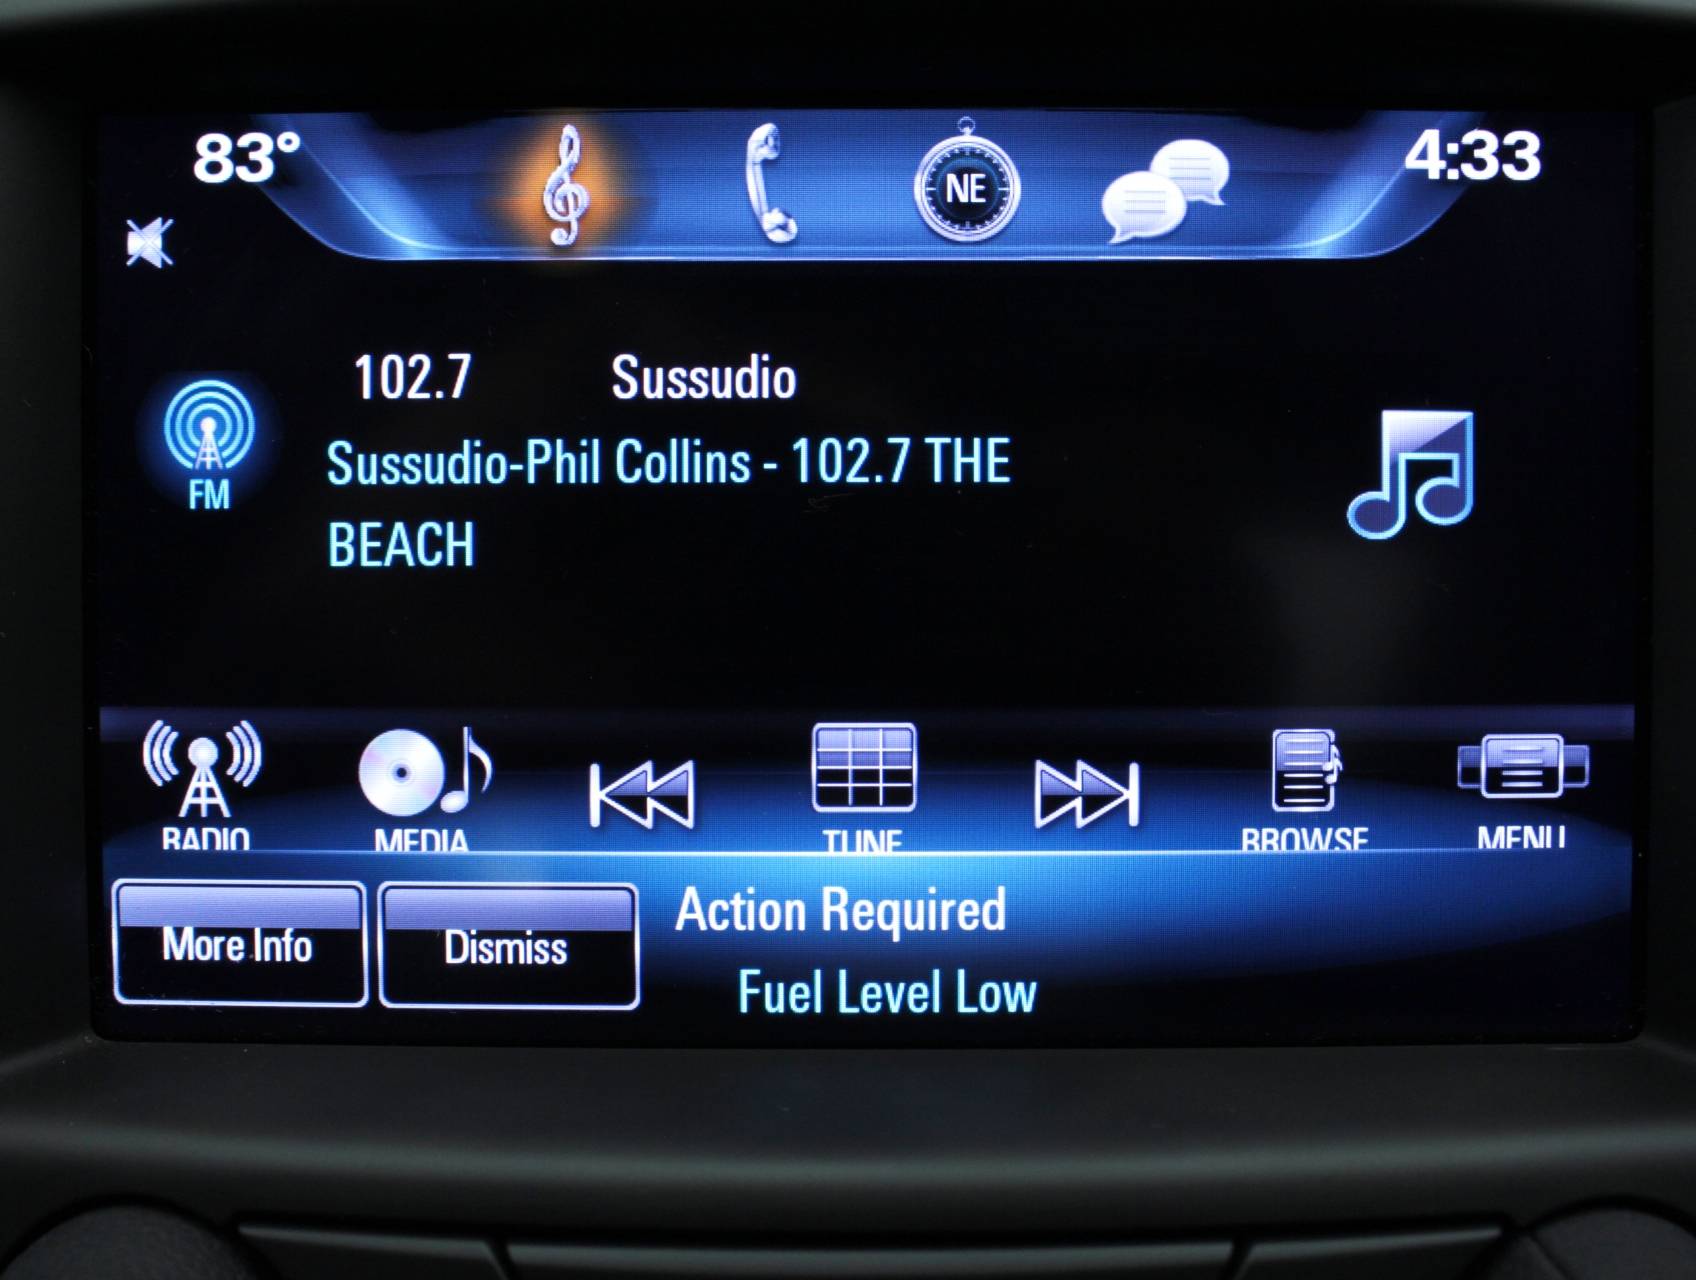 83° 4:33
NE
102.7 Sussudio
Sussudio-Phil Collins - 102.7 THE
BEACH
FM
RADIO MEDIA TUNE BROWSE MENU
More Info Dismiss Action Required
Fuel Level Low